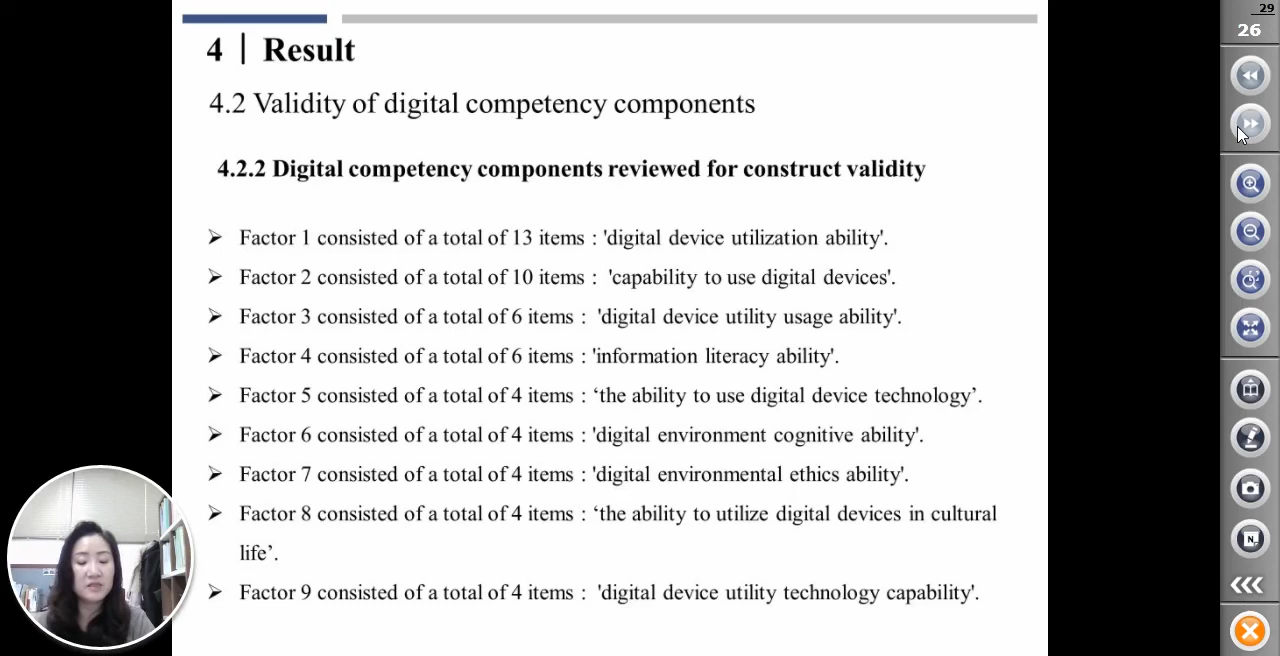 29
26
4 | Result
4.2 Validity of digital competency components
4.2.2 Digital competency components reviewed for construct validity
➢ Factor 1 consisted of a total of 13 items : 'digital device utilization ability'.
➢ Factor 2 consisted of a total of 10 items : 'capability to use digital devices'.
➢ Factor 3 consisted of a total of 6 items : 'digital device utility usage ability'.
➢ Factor 4 consisted of a total of 6 items : 'information literacy ability'.
➢ Factor 5 consisted of a total of 4 items : ‘the ability to use digital device technology’.
➢ Factor 6 consisted of a total of 4 items : 'digital environment cognitive ability'.
➢ Factor 7 consisted of a total of 4 items : 'digital environmental ethics ability'.
➢ Factor 8 consisted of a total of 4 items : ‘the ability to utilize digital devices in cultural
life’.
➢ Factor 9 consisted of a total of 4 items : 'digital device utility technology capability'.
N